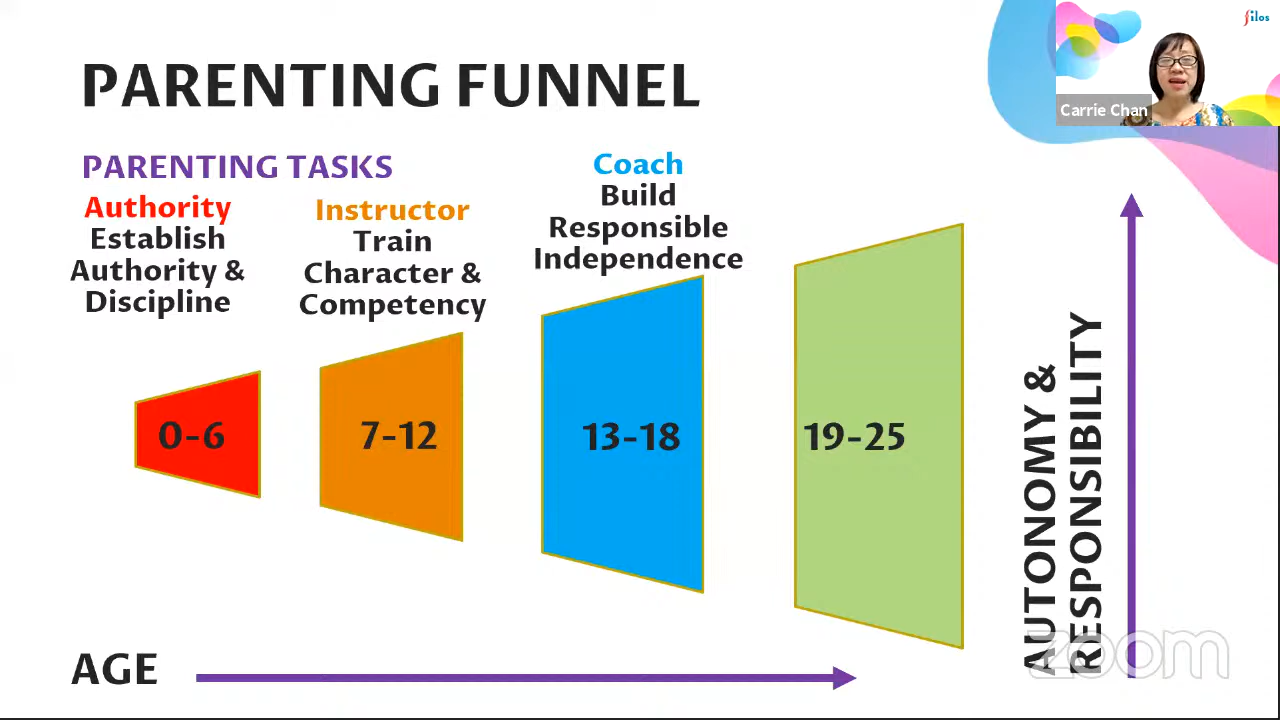 PARENTING FUNNEL
filos
Carrie Chan
PARENTING TASKS
Authority
Establish
Authority &
Discipline
Instructor
Train
Character &
Competency
Coach
Build
Responsible
Independence
0-6
7-12
13-18
19-25
AUTONOMY &
RESPONSIBILITY
AGE
zoom